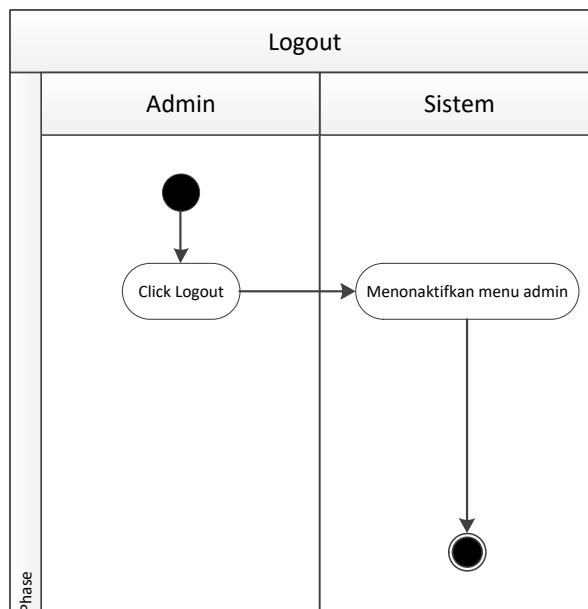 Logout
Admin
Sistem
Click Logout
Menonaktifkan menu admin
Phase